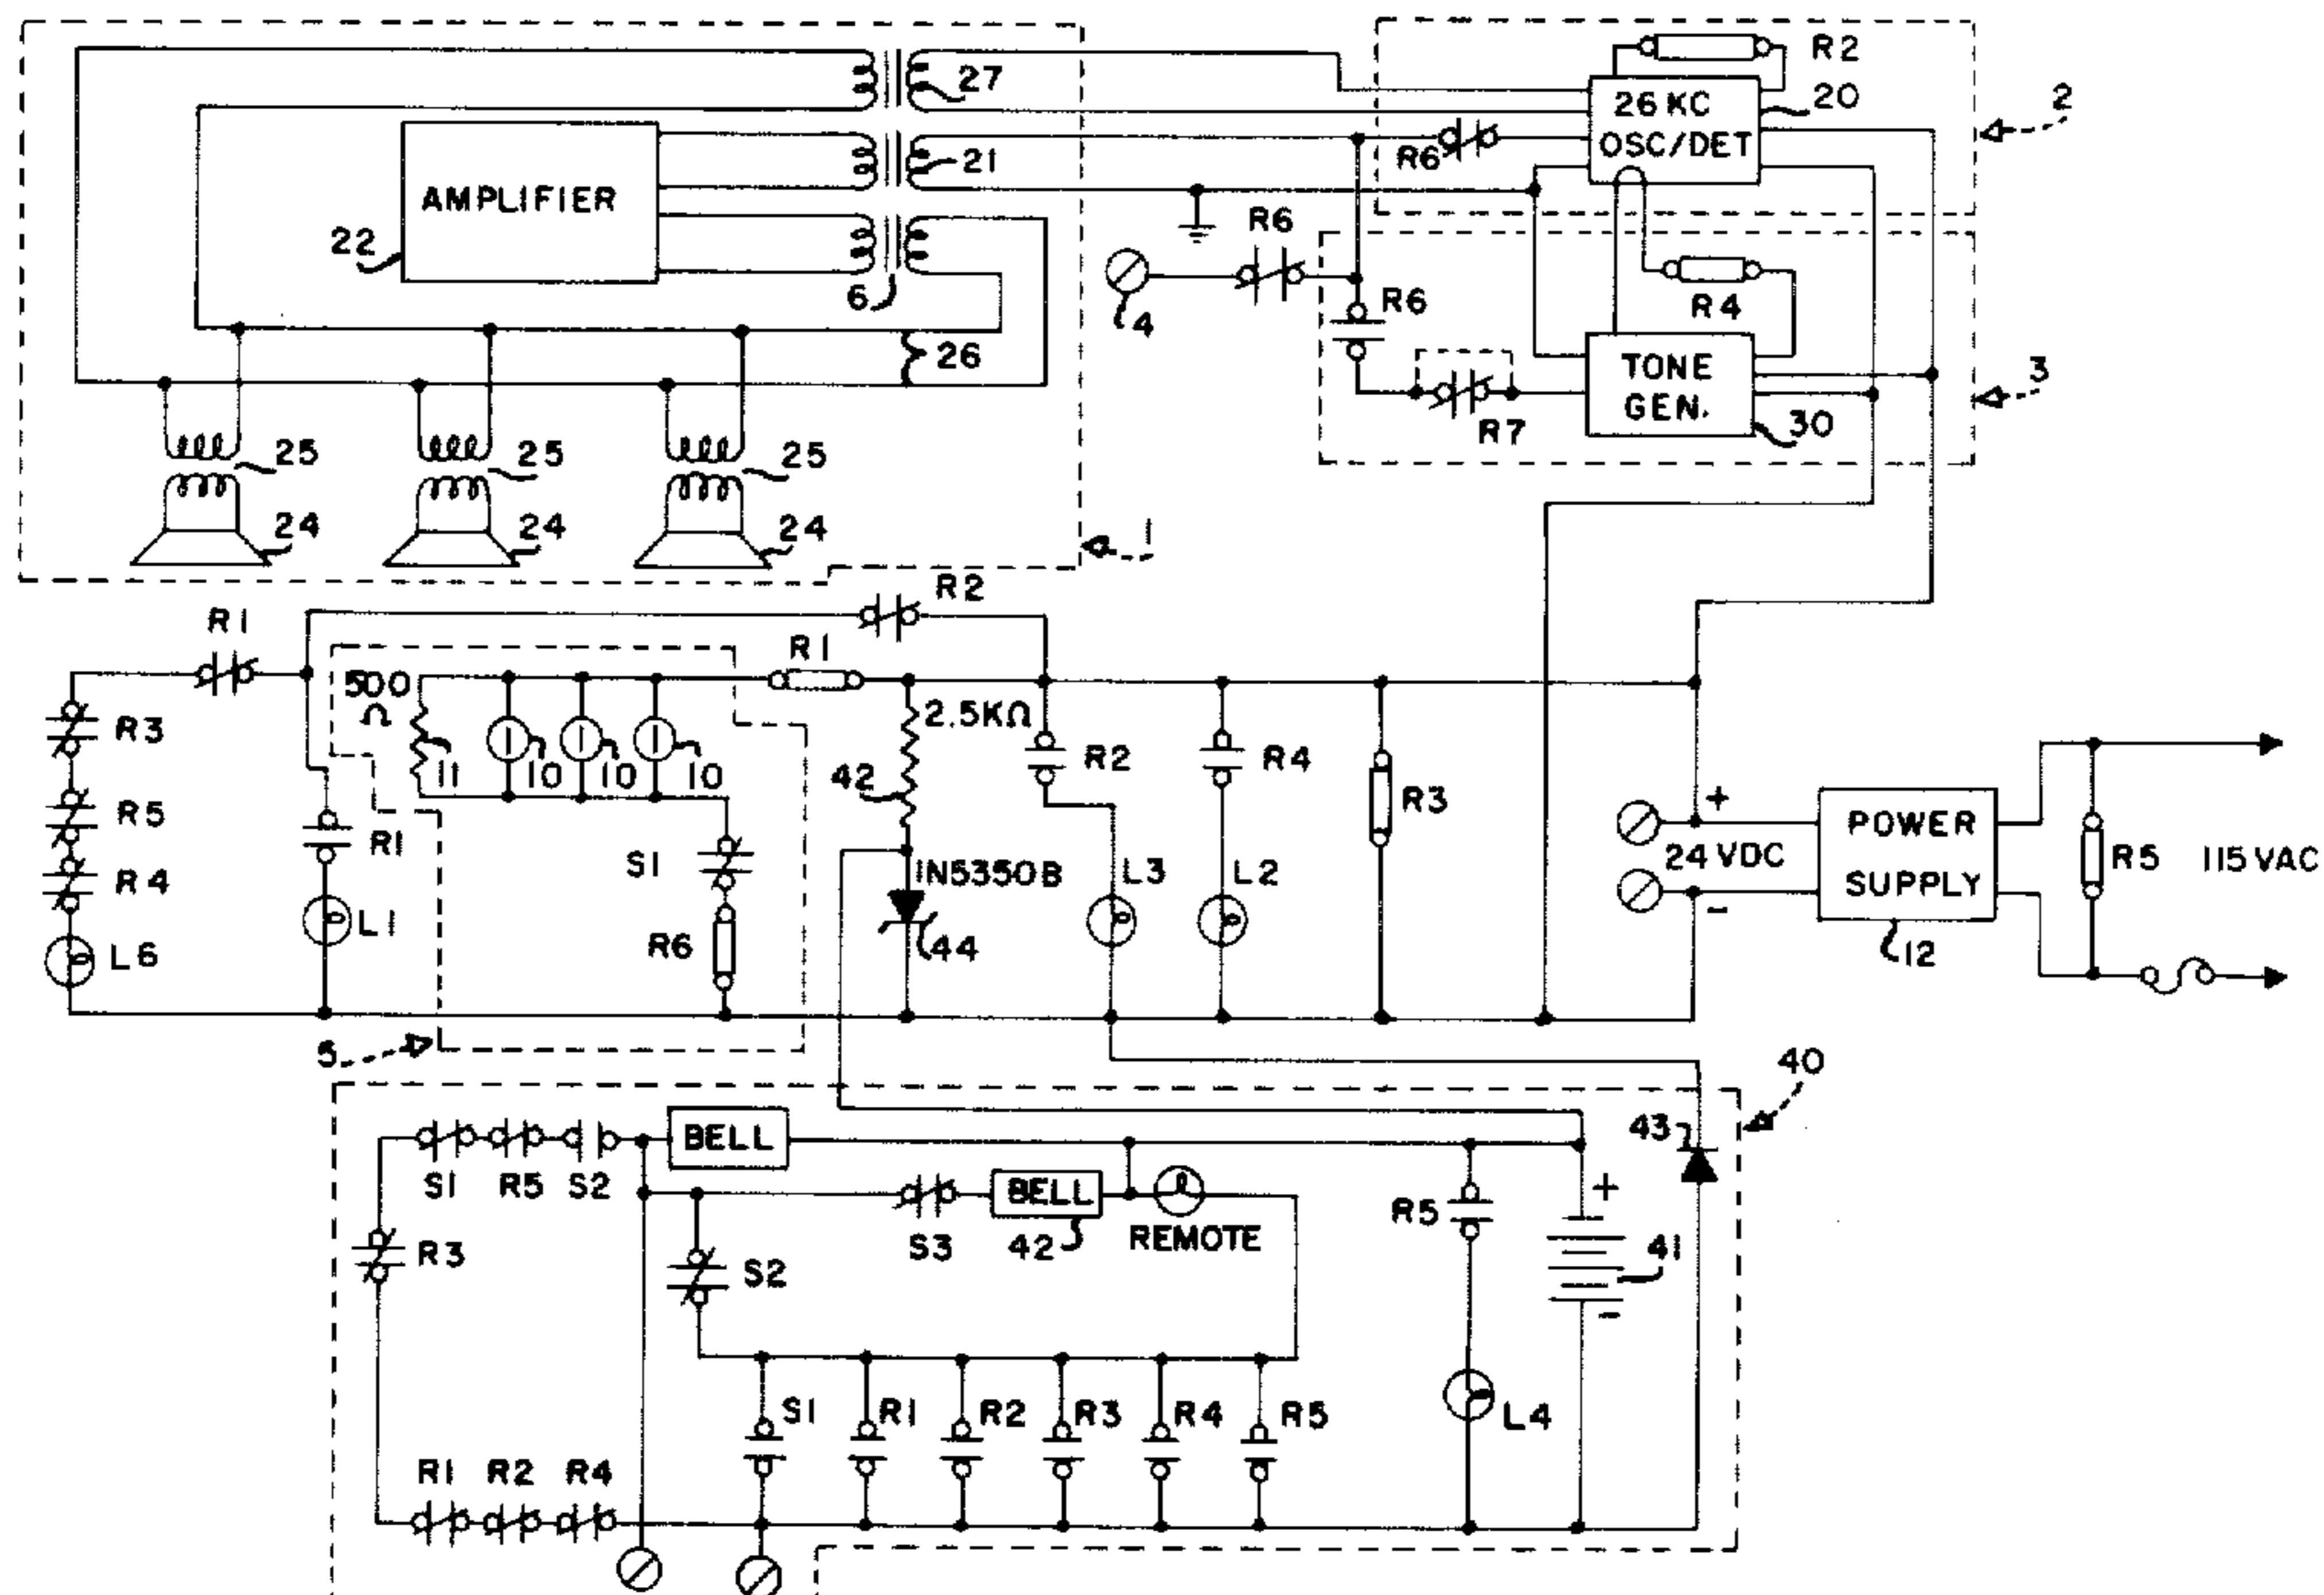 R2
27
26 KC
OSC/DET
20
2
R6
21
AMPLIFIER
22
6
R6
4
R6
R4
26
TONE
GEN.
3
R7
30
25
25
25
24
24
24
1
R2
R1
R1
500
Ω
2.5KΩ
R3
11
10
10
10
42
R2
R4
R3
+
POWER
SUPPLY
24 VDC
R5
115 VAC
R5
R1
S1
1N5350B
L3
L2
-
12
R4
L1
R6
44
L6
5
40
43
BELL
S1
R5
S2
BELL
+
R3
S3
42
REMOTE
R5
41
S2
-
S1
R1
R2
R3
R4
R5
L4
R1
R2
R4